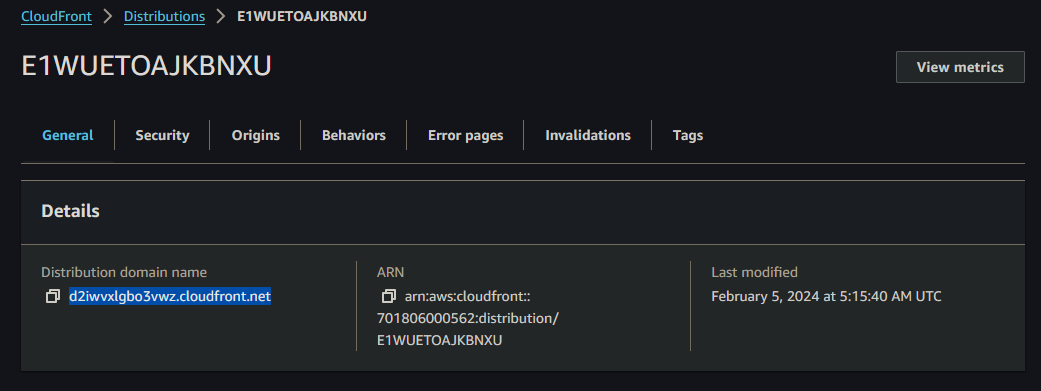 CloudFront > Distributions > E1WUETOAJKBNXU
E1WUETOAJKBNXU
View metrics
General
Security
Origins
Behaviors
Error pages
Invalidations
Tags
Details
Distribution domain name
d2iwvxlgbo3vwz.cloudfront.net
ARN
arn:aws:cloudfront::
701806000562:distribution/
E1WUETOAJKBNXU
Last modified
February 5, 2024 at 5:15:40 AM UTC